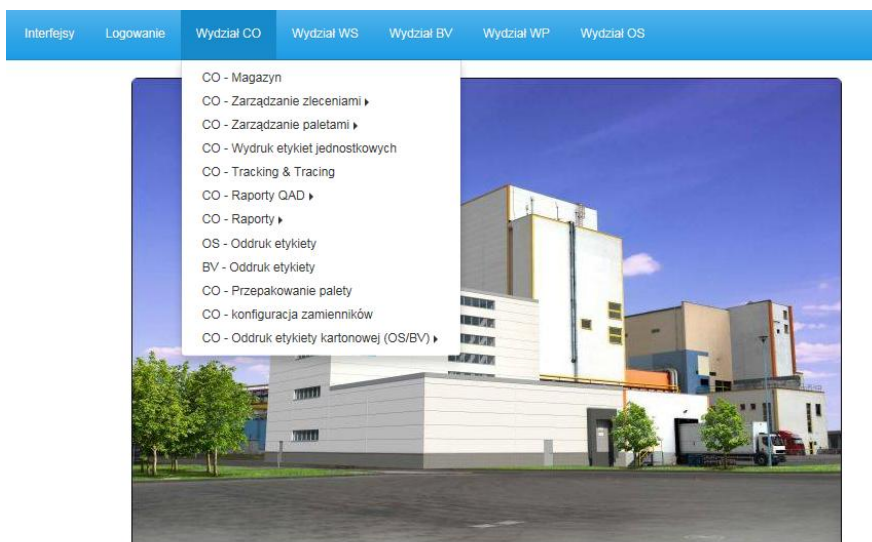 Interfejsy Logowanie Wydział CO Wydział WS Wydział BV Wydział WP Wydział OS
CO - Magazyn
CO - Zarządzanie zleceniami
CO - Zarządzanie paletami
CO - Wydruk etykiet jednostkowych
CO - Tracking & Tracing
CO - Raporty QAD
CO - Raporty
OS - Oddruk etykiety
BV - Oddruk etykiety
CO - Przepakowanie palety
CO - konfiguracja zamienników
CO - Oddruk etykiety kartonowej (OS/BV)